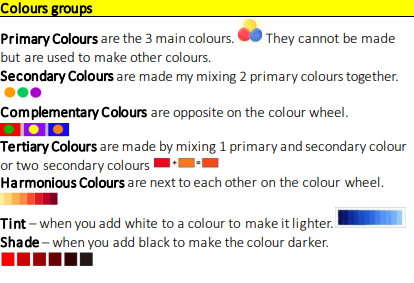 Colours groups
Primary Colours are the 3 main colours. They cannot be made
but are used to make other colours.
Secondary Colours are made my mixing 2 primary colours together.
Complementary Colours are opposite on the colour wheel.
Tertiary Colours are made by mixing 1 primary and secondary colour
or two secondary colours + =
Harmonious Colours are next to each other on the colour wheel.
Tint – when you add white to a colour to make it lighter.
Shade – when you add black to make the colour darker.